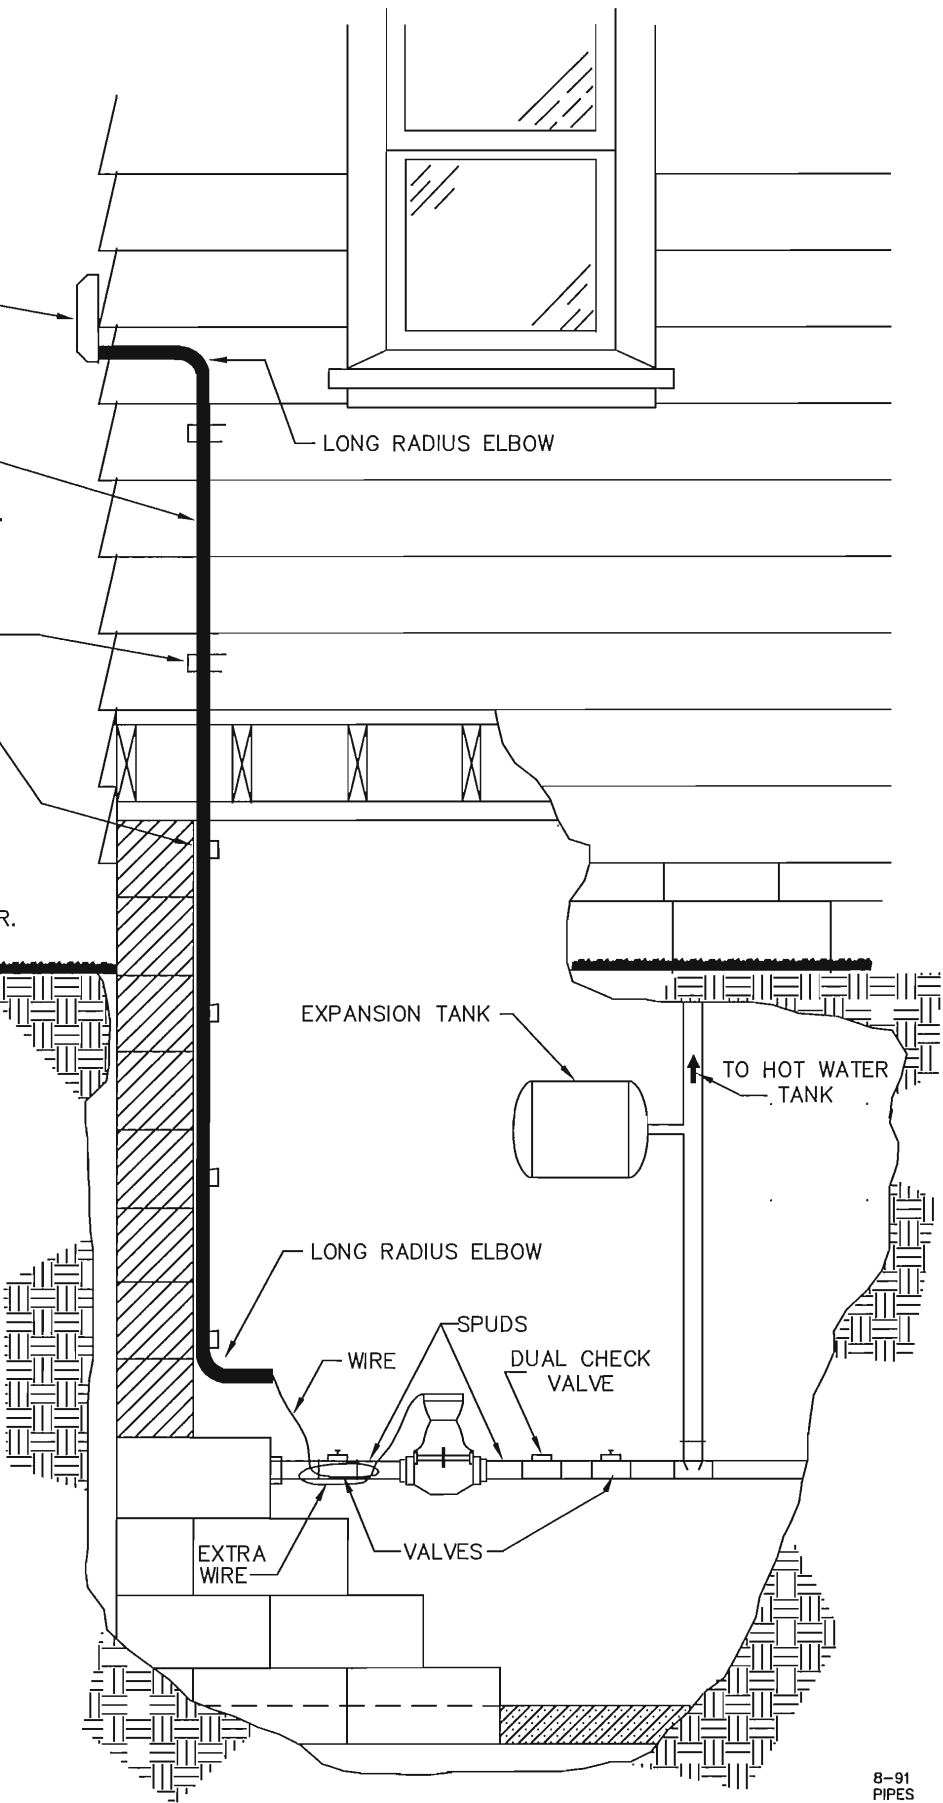 LONG RADIUS ELBOW
R.
EXPANSION TANK
TO HOT WATER
TANK
LONG RADIUS ELBOW
SPUDS
WIRE
DUAL CHECK
VALVE
EXTRA
WIRE
VALVES
8-91
PIPES